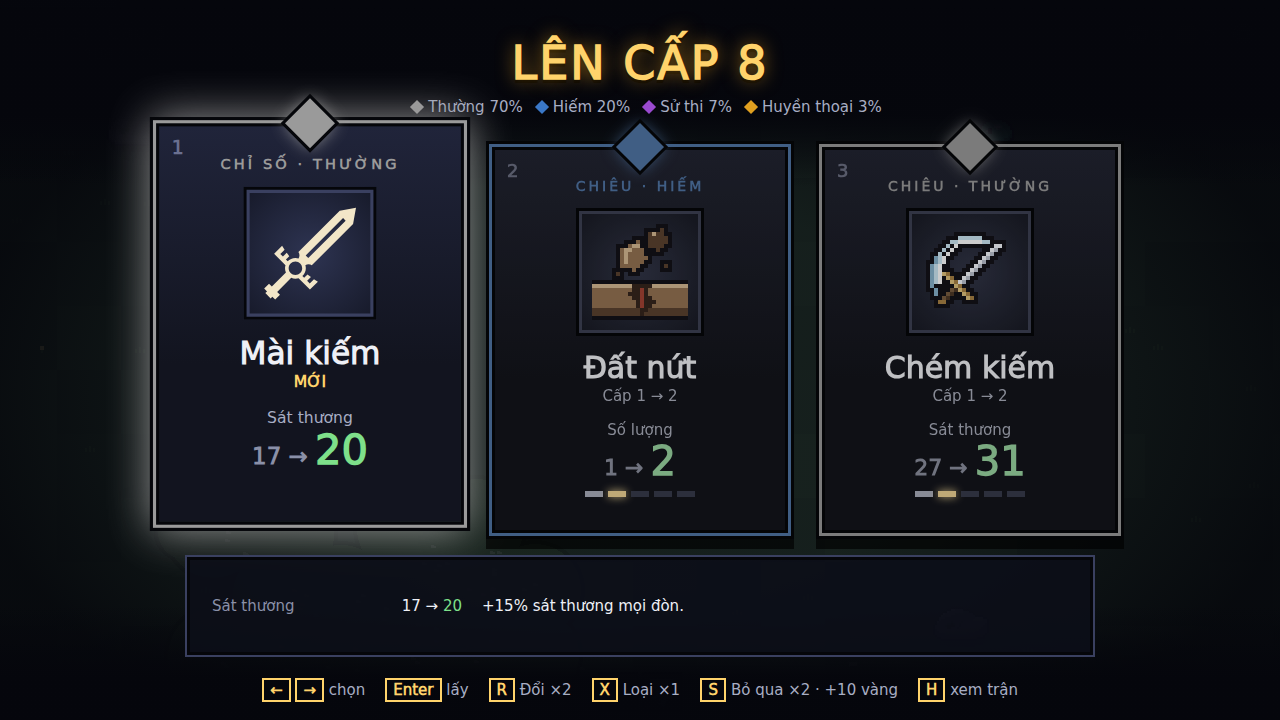 LÊN CẤP 8
Thường 70% Hiếm 20% Sử thi 7% Huyền thoại 3%
1
CHỈ SỐ · THƯỜNG
Mài kiếm
MỚI
Sát thương
17 → 20
2
CHIÊU · HIẾM
Đất nứt
Cấp 1 → 2
Số lượng
1 → 2
3
CHIÊU · THƯỜNG
Chém kiếm
Cấp 1 → 2
Sát thương
27 → 31
Sát thương 17 → 20 +15% sát thương mọi đòn.
← → chọn Enter lấy R Đổi ×2 X Loại ×1 S Bỏ qua ×2 · +10 vàng H xem trận